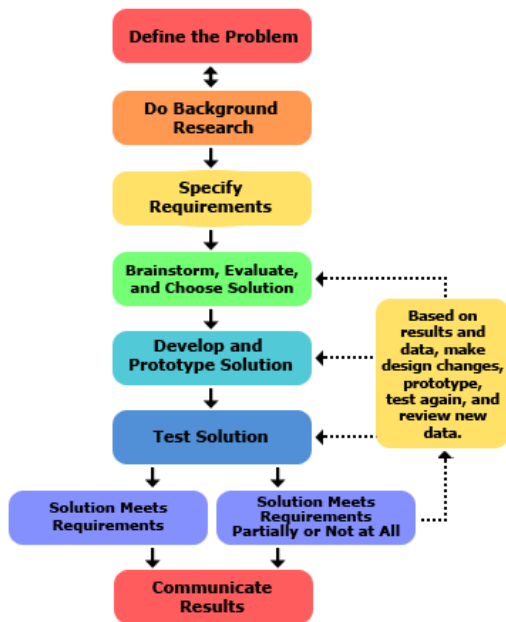 Define the Problem
Do Background
Research
Specify
Requirements
Brainstorm, Evaluate,
and Choose Solution
Develop and
Prototype Solution
Test Solution
Based on
results and
data, make
design changes,
prototype,
test again, and
review new
data.
Solution Meets
Requirements
Solution Meets
Requirements
Partially or Not at All
Communicate
Results